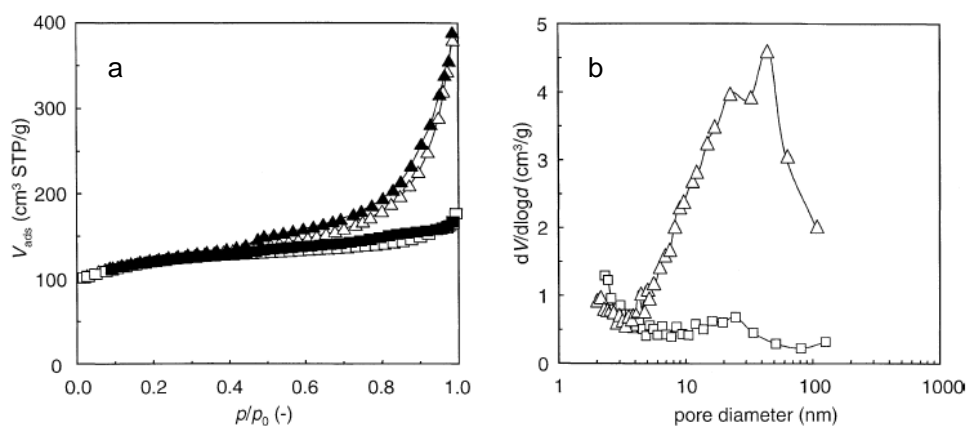 a
V_ads (cm³ STP/g)
400
300
200
100
0
0.0 0.2 0.4 0.6 0.8 1.0
p/p₀ (-)
b
dV/dlogd (cm³/g)
5
4
3
2
1
0
1 10 100 1000
pore diameter (nm)